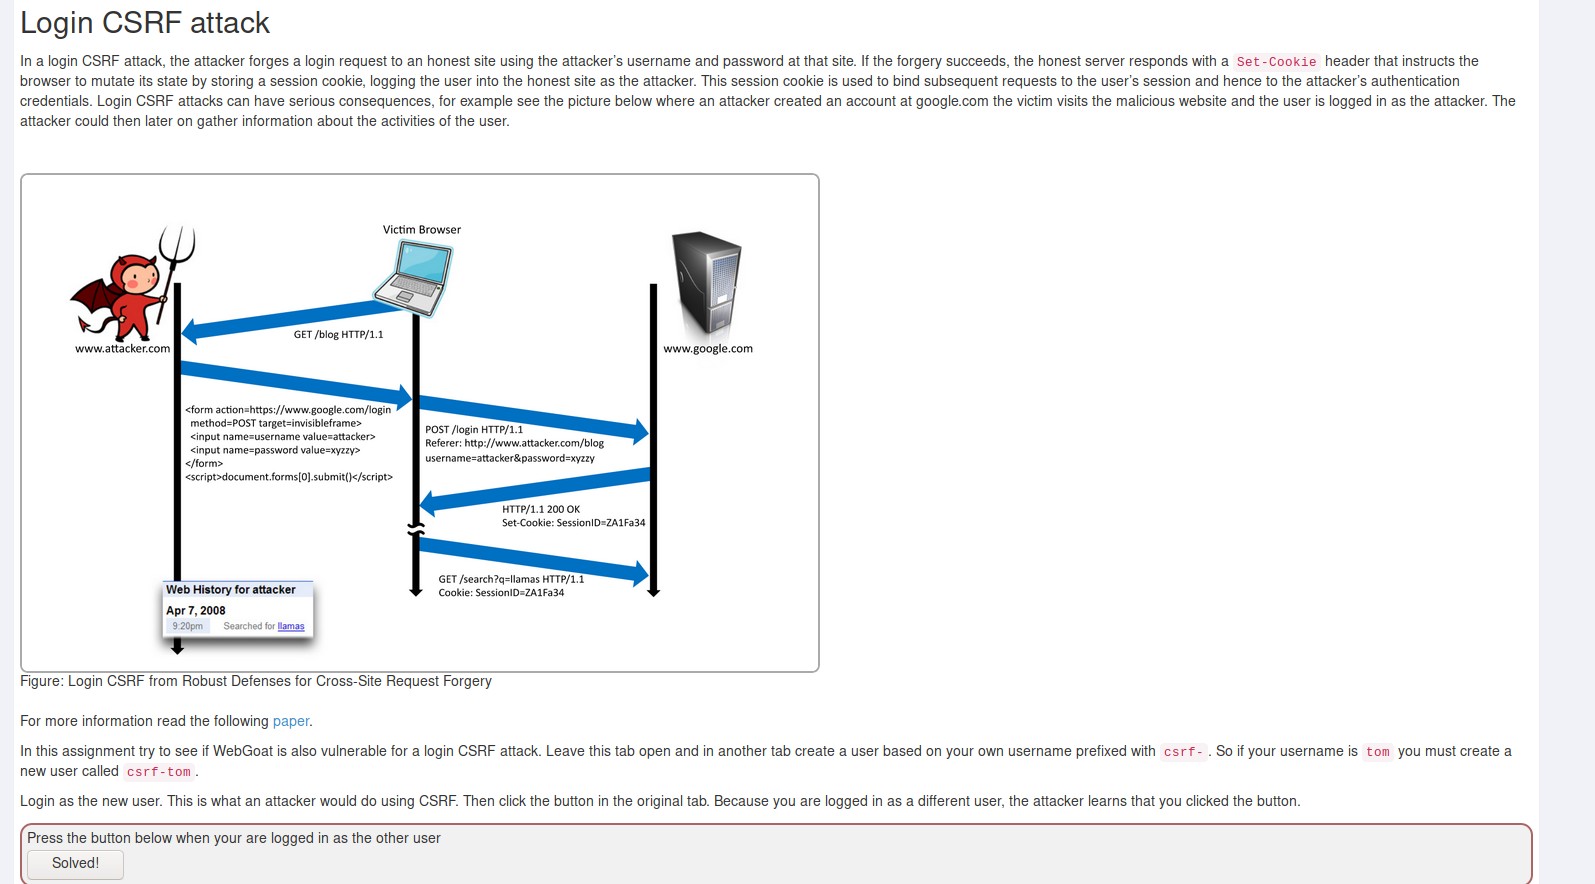 Login CSRF attack
In a login CSRF attack, the attacker forges a login request to an honest site using the attacker's username and password at that site. If the forgery succeeds, the honest server responds with a Set-Cookie header that instructs the
browser to mutate its state by storing a session cookie, logging the user into the honest site as the attacker. This session cookie is used to bind subsequent requests to the user's session and hence to the attacker's authentication
credentials. Login CSRF attacks can have serious consequences, for example see the picture below where an attacker created an account at google.com the victim visits the malicious website and the user is logged in as the attacker. The
attacker could then later on gather information about the activities of the user.
Victim Browser
GET /blog HTTP/1.1
www.attacker.com
www.google.com
<form action=https://www.google.com/login
method=POST target=invisibleframe>
<input name=username value=attacker>
<input name=password value=xyzzy>
</form>
<script>document.forms[0].submit()</script>
POST /login HTTP/1.1
Referer: http://www.attacker.com/blog
username=attacker&password=xyzzy
HTTP/1.1 200 OK
Set-Cookie: SessionID=ZA1Fa34
GET /search?q=llamas HTTP/1.1
Cookie: SessionID=ZA1Fa34
Web History for attacker
Apr 7, 2008
9:20pm Searched for llamas
Figure: Login CSRF from Robust Defenses for Cross-Site Request Forgery
For more information read the following paper.
In this assignment try to see if WebGoat is also vulnerable for a login CSRF attack. Leave this tab open and in another tab create a user based on your own username prefixed with csrf- . So if your username is tom you must create a
new user called csrf-tom .
Login as the new user. This is what an attacker would do using CSRF. Then click the button in the original tab. Because you are logged in as a different user, the attacker learns that you clicked the button.
Press the button below when your are logged in as the other user
Solved!